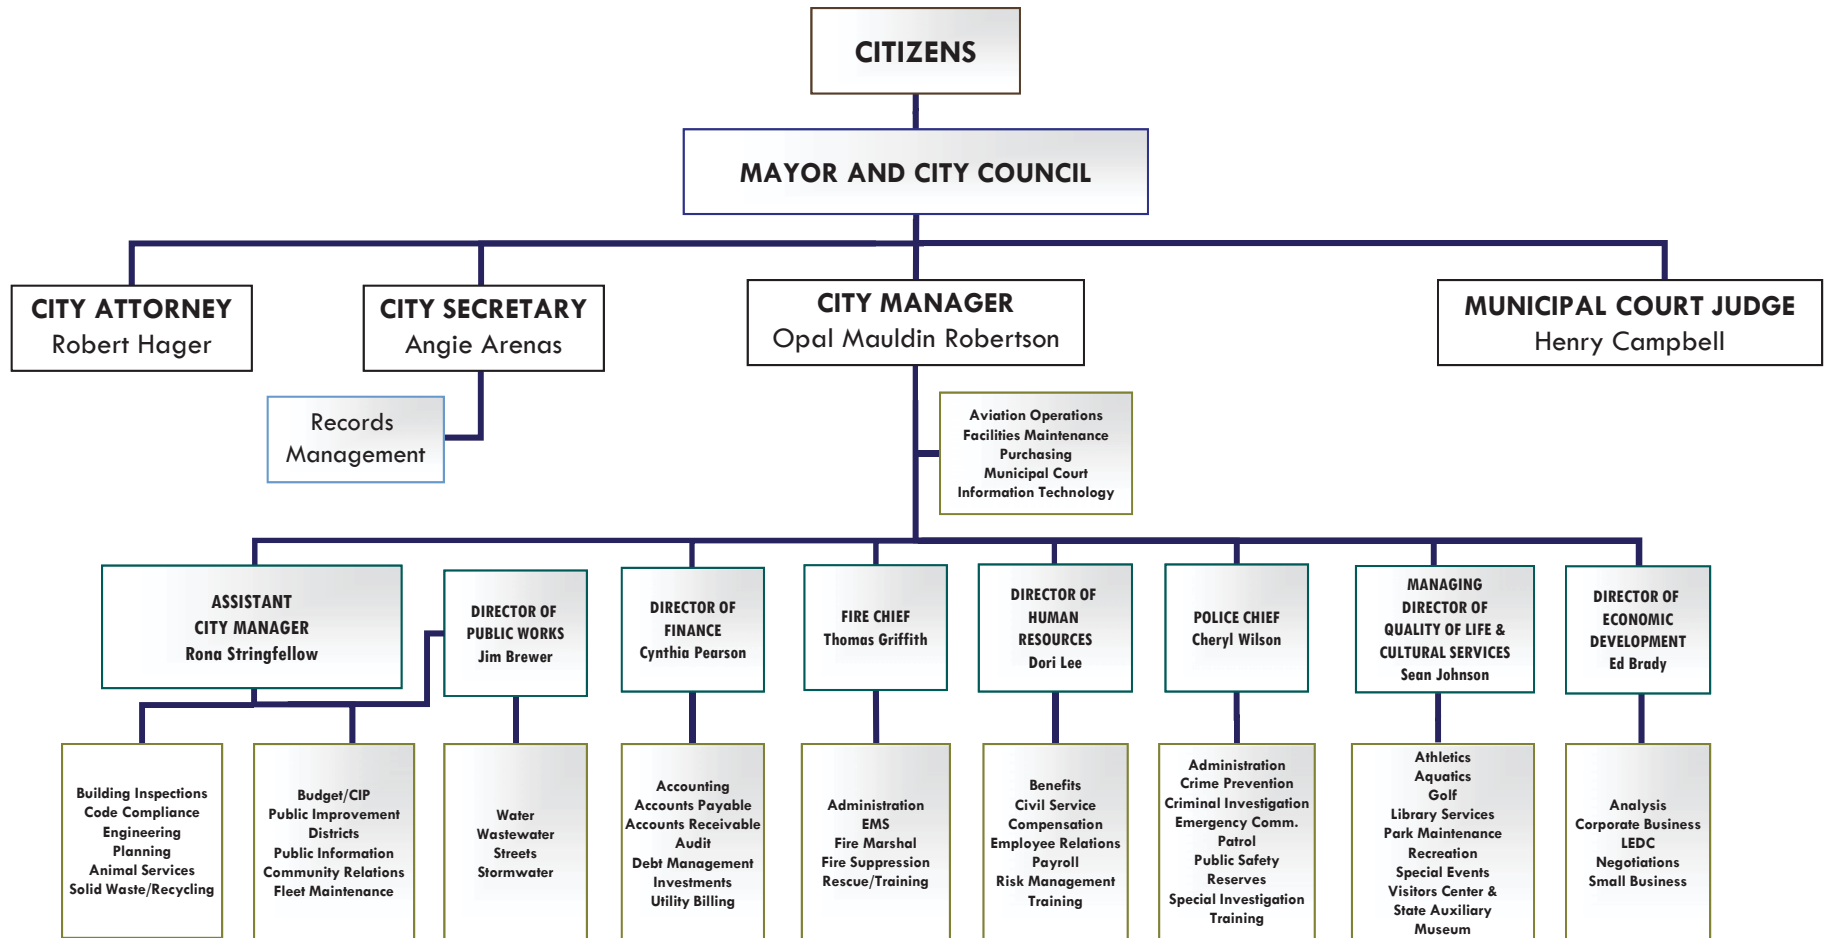 CITIZENS
MAYOR AND CITY COUNCIL
CITY ATTORNEY
Robert Hager
CITY SECRETARY
Angie Arenas
CITY MANAGER
Opal Mauldin Robertson
MUNICIPAL COURT JUDGE
Henry Campbell
Records
Management
Aviation Operations
Facilities Maintenance
Purchasing
Municipal Court
Information Technology
ASSISTANT
CITY MANAGER
Rona Stringfellow
DIRECTOR OF
PUBLIC WORKS
Jim Brewer
DIRECTOR OF
FINANCE
Cynthia Pearson
FIRE CHIEF
Thomas Griffith
DIRECTOR OF
HUMAN
RESOURCES
Dori Lee
POLICE CHIEF
Cheryl Wilson
MANAGING
DIRECTOR OF
QUALITY OF LIFE &
CULTURAL SERVICES
Sean Johnson
DIRECTOR OF
ECONOMIC
DEVELOPMENT
Ed Brady
Building Inspections
Code Compliance
Engineering
Planning
Animal Services
Solid Waste/Recycling
Budget/CIP
Public Improvement
Districts
Public Information
Community Relations
Fleet Maintenance
Water
Wastewater
Streets
Stormwater
Accounting
Accounts Payable
Accounts Receivable
Audit
Debt Management
Investments
Utility Billing
Administration
EMS
Fire Marshal
Fire Suppression
Rescue/Training
Benefits
Civil Service
Compensation
Employee Relations
Payroll
Risk Management
Training
Administration
Crime Prevention
Criminal Investigation
Emergency Comm.
Patrol
Public Safety
Reserves
Special Investigation
Training
Athletics
Aquatics
Golf
Library Services
Park Maintenance
Recreation
Special Events
Visitors Center &
State Auxiliary
Museum
Analysis
Corporate Business
LEDC
Negotiations
Small Business